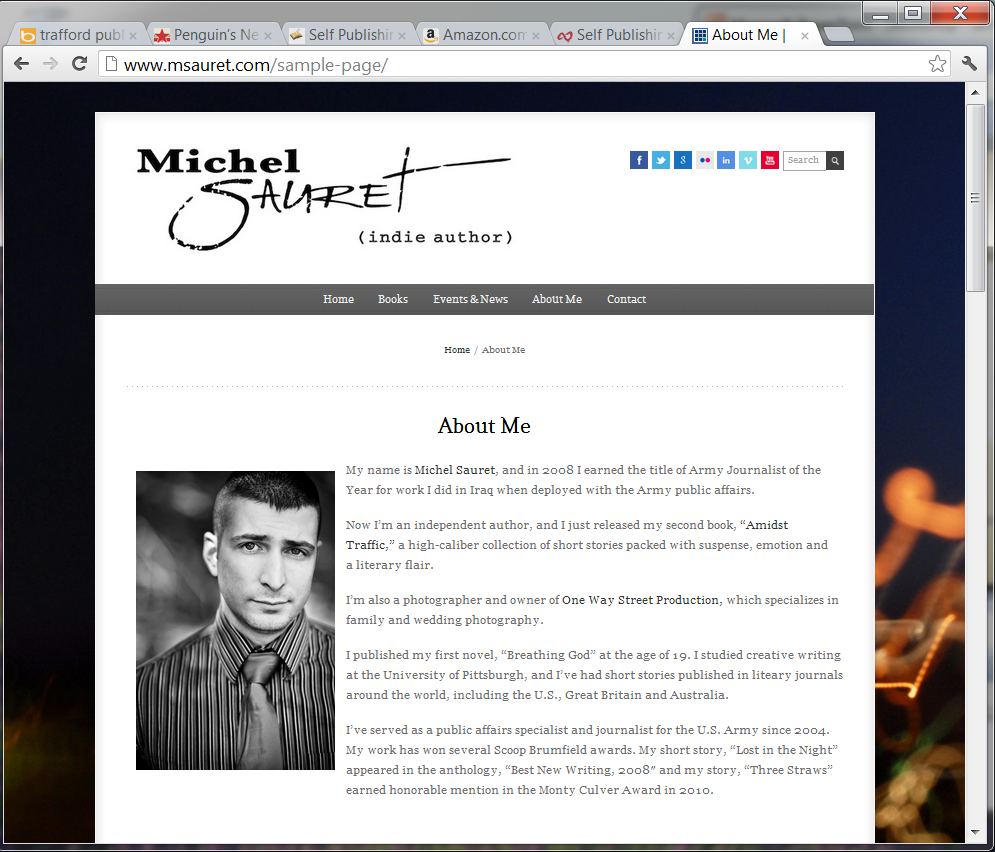 trafford publ
Penguin's Ne
Self Publishin
Amazon.com
Self Publishin
About Me |
www.msauret.com/sample-page/
Michel
SAURET
(indie author)
Search
Home Books Events & News About Me Contact
Home / About Me
About Me
My name is Michel Sauret, and in 2008 I earned the title of Army Journalist of the
Year for work I did in Iraq when deployed with the Army public affairs.
Now I'm an independent author, and I just released my second book, “Amidst
Traffic,” a high-caliber collection of short stories packed with suspense, emotion and
a literary flair.
I'm also a photographer and owner of One Way Street Production, which specializes in
family and wedding photography.
I published my first novel, “Breathing God” at the age of 19. I studied creative writing
at the University of Pittsburgh, and I've had short stories published in liteary journals
around the world, including the U.S., Great Britain and Australia.
I've served as a public affairs specialist and journalist for the U.S. Army since 2004.
My work has won several Scoop Brumfield awards. My short story, “Lost in the Night”
appeared in the anthology, “Best New Writing, 2008″ and my story, “Three Straws”
earned honorable mention in the Monty Culver Award in 2010.